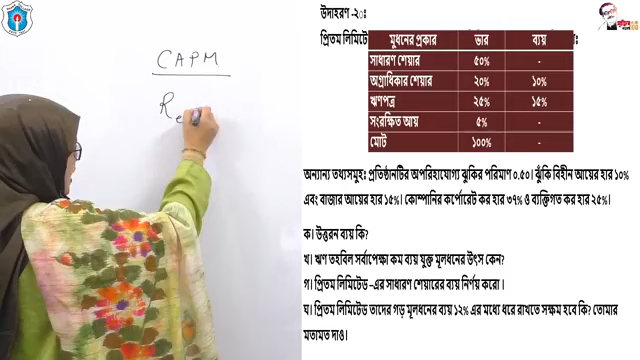 উদাহরণ -২ঃ
প্রিতম লিমিটে
মুধনের প্রকার ভার ব্যয়
সাধারণ শেয়ার ৫০% -
অগ্রাধিকার শেয়ার ২০% ১০%
ঋণপত্র ২৫% ১৫%
সংরক্ষিত আয় ৫% -
মোট ১০০% -
অন্যান্য তথ্যসমুহ: প্রতিষ্ঠানটির অপরিহাযোগ্য ঝুকির পরিমাণ ০.৫০। ঝুঁকি বিহীন আয়ের হার ১০%
এবং বাজার আয়ের হার ১৫%। কোম্পানির কর্পোরেট কর হার ৩৭% ও ব্যক্তিগত কর হার ২৫%।
ক। উত্তরন ব্যয় কি?
খ। ঋণ তহবিল সর্বাপেক্ষা কম ব্যয় যুক্ত মূলধনের উৎস কেন?
গ। প্রিতম লিমিটেড -এর সাধারণ শেয়ারের ব্যয় নির্ণয় করো।
ঘ। প্রিতম লিমিটেড তাদের গড় মূলধনের ব্যয় ১২% এর মধ্যে ধরে রাখতে সক্ষম হবে কি? তোমার
মতামত দাও।
CAPM
Re